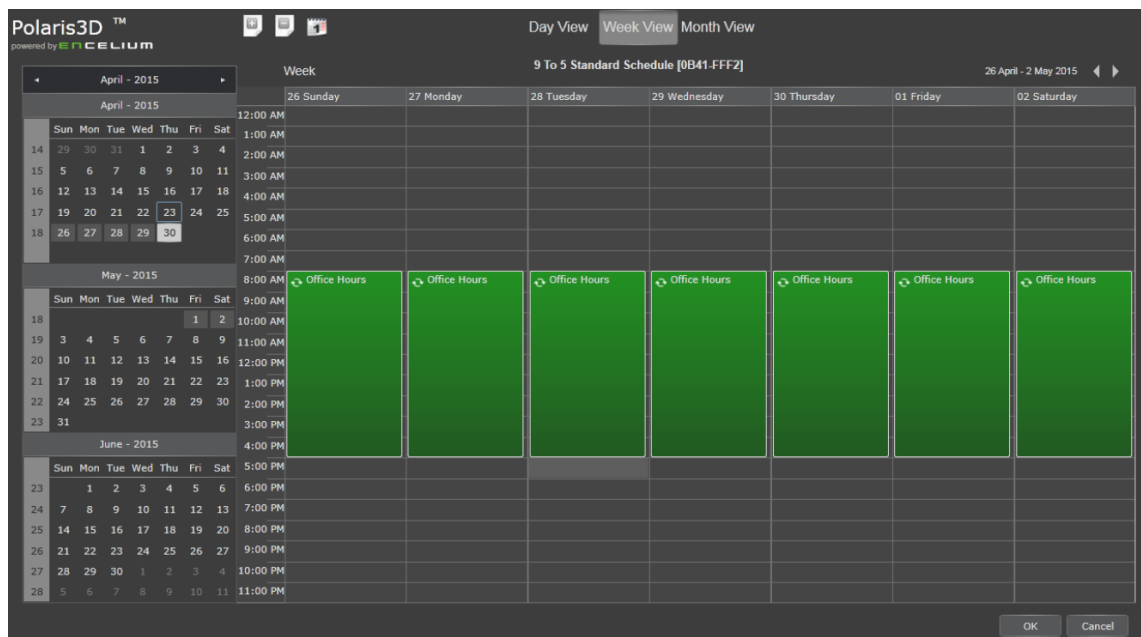 Polaris3D ™
powered by ENCELIUM
1
Day View Week View Month View
April - 2015
April - 2015
Sun Mon Tue Wed Thu Fri Sat
14 29 30 31 1 2 3 4
15 5 6 7 8 9 10 11
16 12 13 14 15 16 17 18
17 19 20 21 22 23 24 25
18 26 27 28 29 30
May - 2015
Sun Mon Tue Wed Thu Fri Sat
18 1 2
19 3 4 5 6 7 8 9
20 10 11 12 13 14 15 16
21 17 18 19 20 21 22 23
22 24 25 26 27 28 29 30
23 31
June - 2015
Sun Mon Tue Wed Thu Fri Sat
23 1 2 3 4 5 6
24 7 8 9 10 11 12 13
25 14 15 16 17 18 19 20
26 21 22 23 24 25 26 27
27 28 29 30 1 2 3 4
28 5 6 7 8 9 10 11
Week 9 To 5 Standard Schedule [0B41-FFF2] 26 April - 2 May 2015
26 Sunday 27 Monday 28 Tuesday 29 Wednesday 30 Thursday 01 Friday 02 Saturday
12:00 AM
1:00 AM
2:00 AM
3:00 AM
4:00 AM
5:00 AM
6:00 AM
7:00 AM
8:00 AM Office Hours Office Hours Office Hours Office Hours Office Hours Office Hours Office Hours
9:00 AM
10:00 AM
11:00 AM
12:00 PM
1:00 PM
2:00 PM
3:00 PM
4:00 PM
5:00 PM
6:00 PM
7:00 PM
8:00 PM
9:00 PM
10:00 PM
11:00 PM
OK Cancel